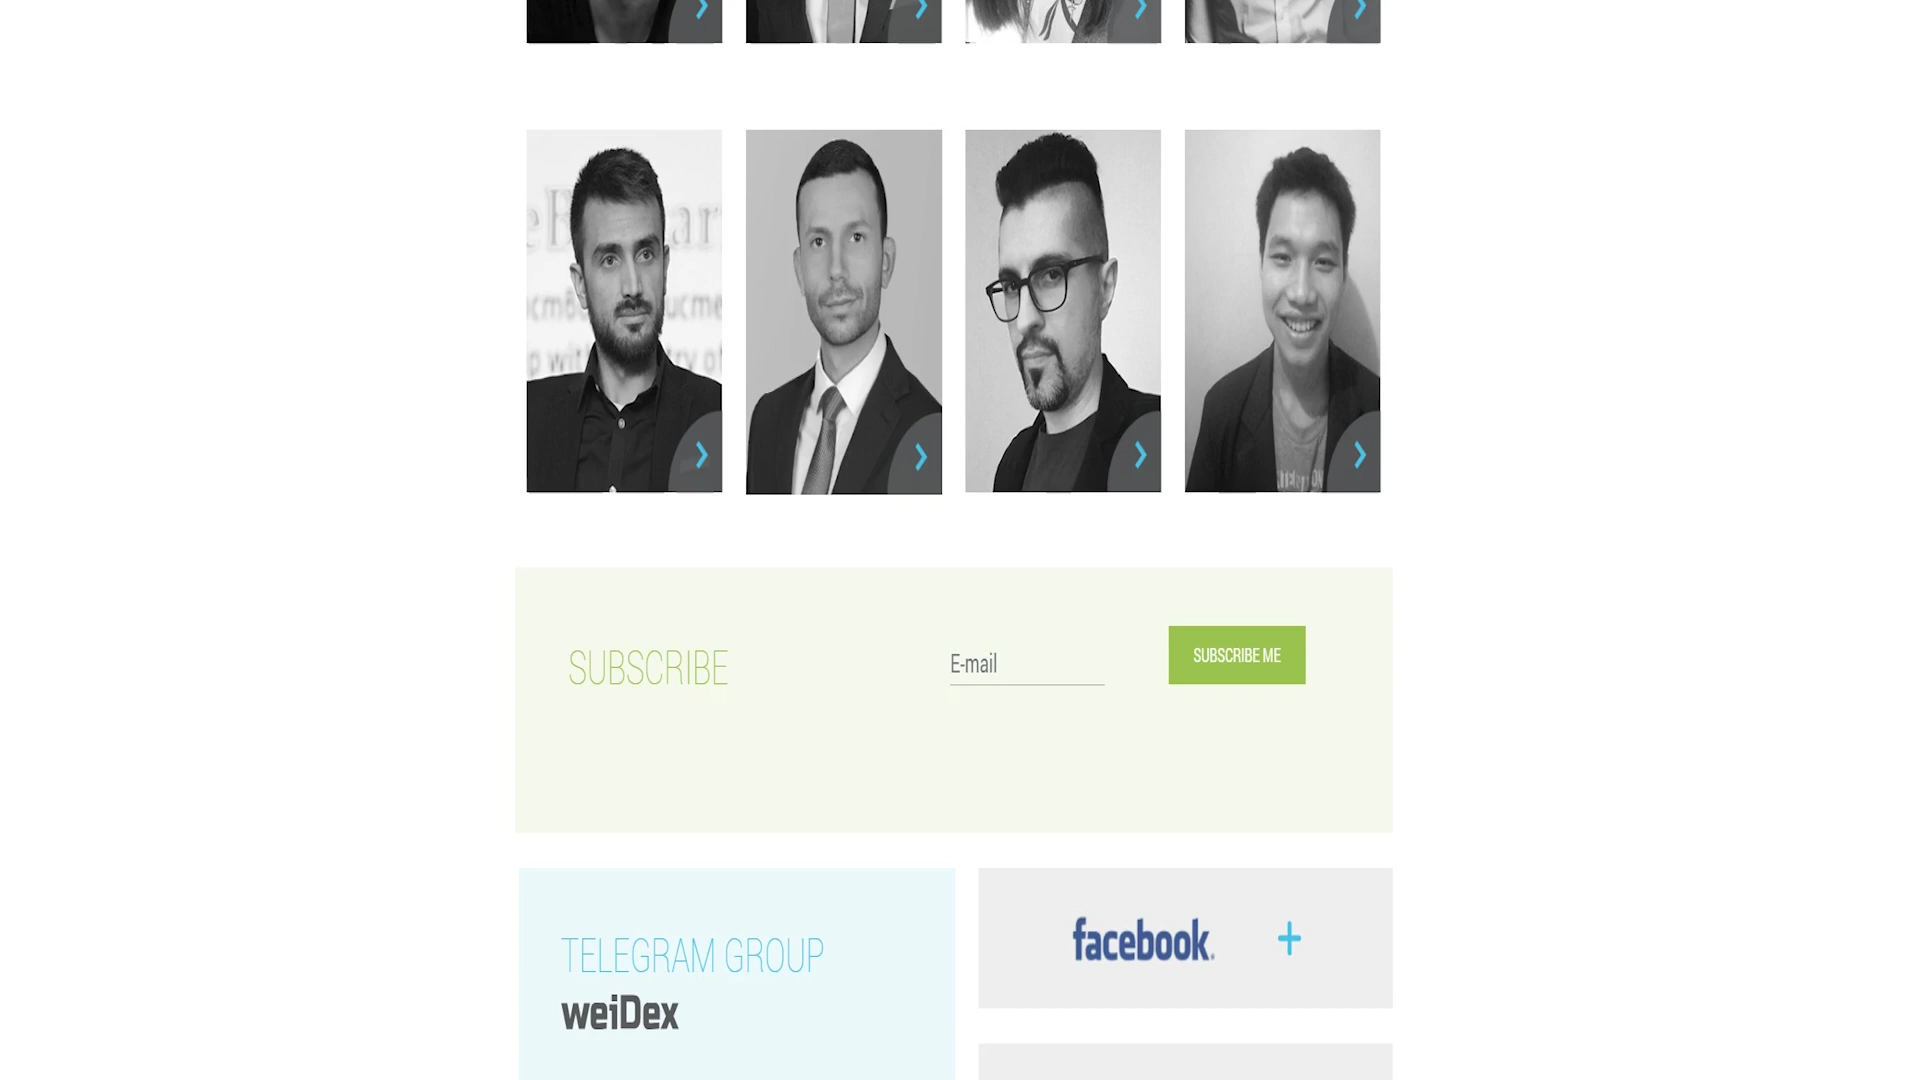 SUBSCRIBE
E-mail
SUBSCRIBE ME
TELEGRAM GROUP
weiDex
facebook